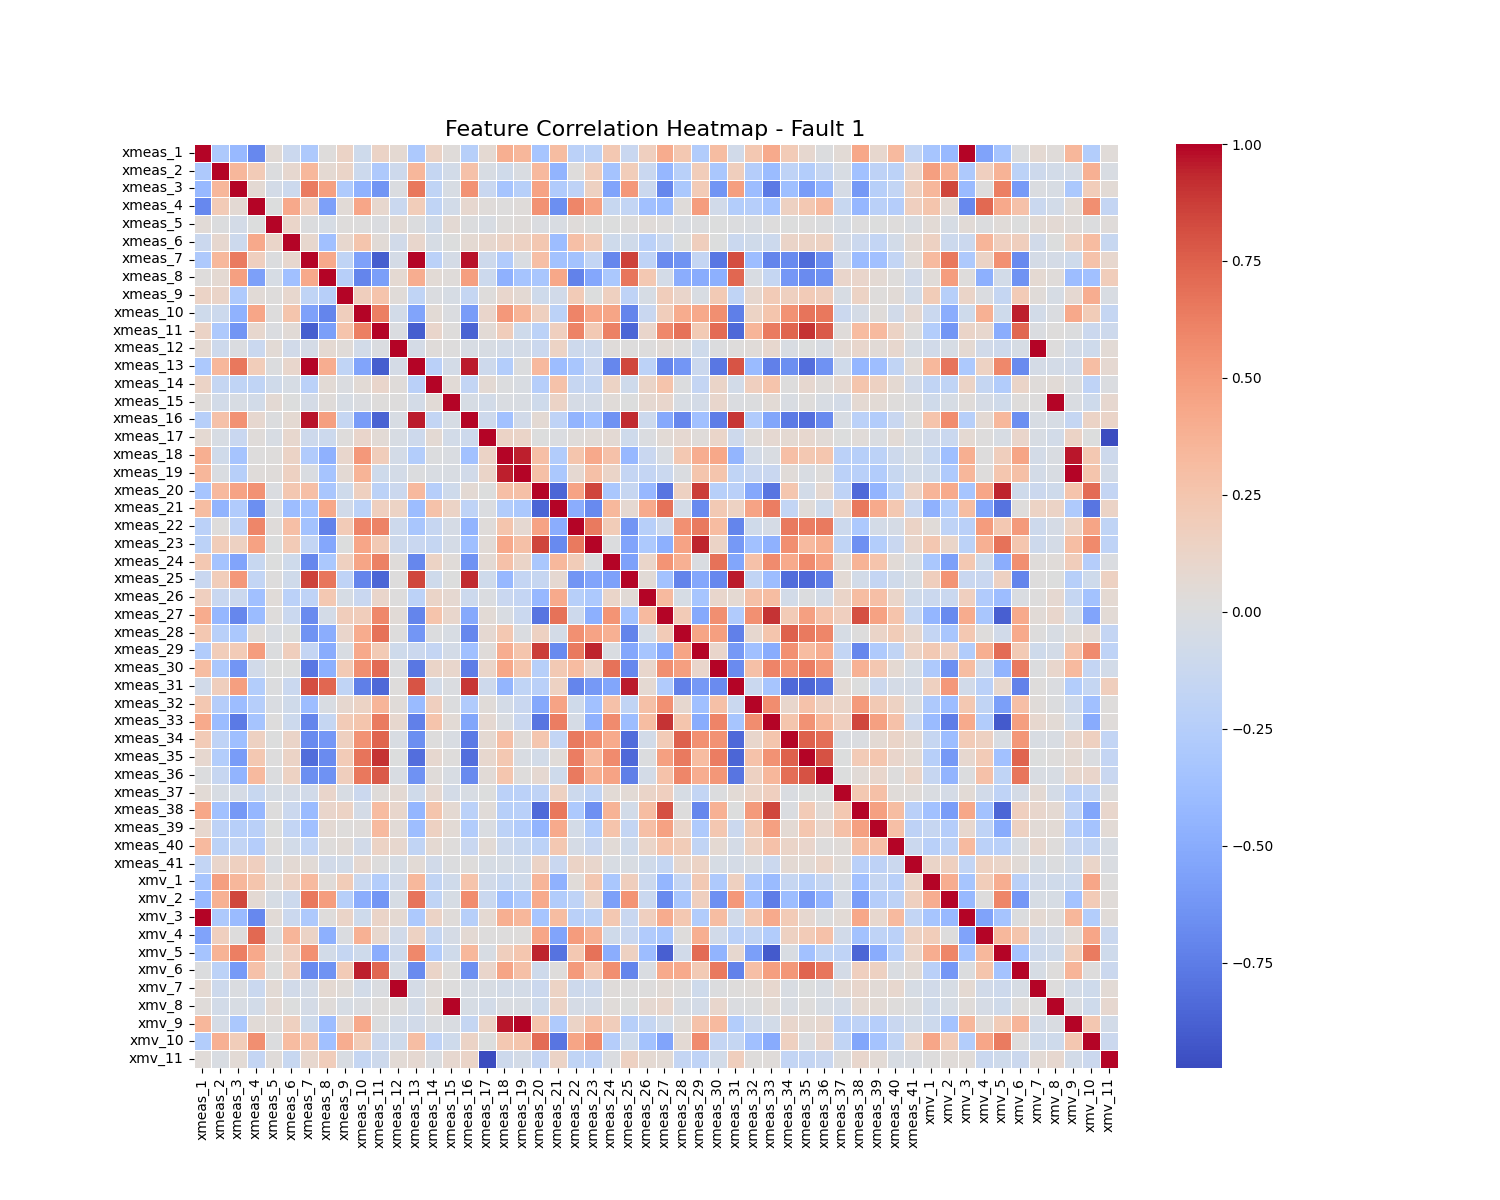 Feature Correlation Heatmap - Fault 1
xmeas_1
xmeas_2
xmeas_3
xmeas_4
xmeas_5
xmeas_6
xmeas_7
xmeas_8
xmeas_9
xmeas_10
xmeas_11
xmeas_12
xmeas_13
xmeas_14
xmeas_15
xmeas_16
xmeas_17
xmeas_18
xmeas_19
xmeas_20
xmeas_21
xmeas_22
xmeas_23
xmeas_24
xmeas_25
xmeas_26
xmeas_27
xmeas_28
xmeas_29
xmeas_30
xmeas_31
xmeas_32
xmeas_33
xmeas_34
xmeas_35
xmeas_36
xmeas_37
xmeas_38
xmeas_39
xmeas_40
xmeas_41
xmv_1
xmv_2
xmv_3
xmv_4
xmv_5
xmv_6
xmv_7
xmv_8
xmv_9
xmv_10
xmv_11
xmeas_1
xmeas_2
xmeas_3
xmeas_4
xmeas_5
xmeas_6
xmeas_7
xmeas_8
xmeas_9
xmeas_10
xmeas_11
xmeas_12
xmeas_13
xmeas_14
xmeas_15
xmeas_16
xmeas_17
xmeas_18
xmeas_19
xmeas_20
xmeas_21
xmeas_22
xmeas_23
xmeas_24
xmeas_25
xmeas_26
xmeas_27
xmeas_28
xmeas_29
xmeas_30
xmeas_31
xmeas_32
xmeas_33
xmeas_34
xmeas_35
xmeas_36
xmeas_37
xmeas_38
xmeas_39
xmeas_40
xmeas_41
xmv_1
xmv_2
xmv_3
xmv_4
xmv_5
xmv_6
xmv_7
xmv_8
xmv_9
xmv_10
xmv_11
1.00
0.75
0.50
0.25
0.00
−0.25
−0.50
−0.75